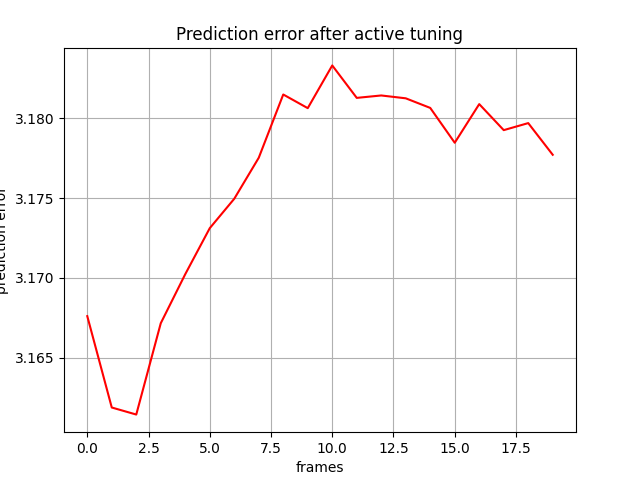 Prediction error after active tuning
prediction error
3.180
3.175
3.170
3.165
0.0 2.5 5.0 7.5 10.0 12.5 15.0 17.5
frames